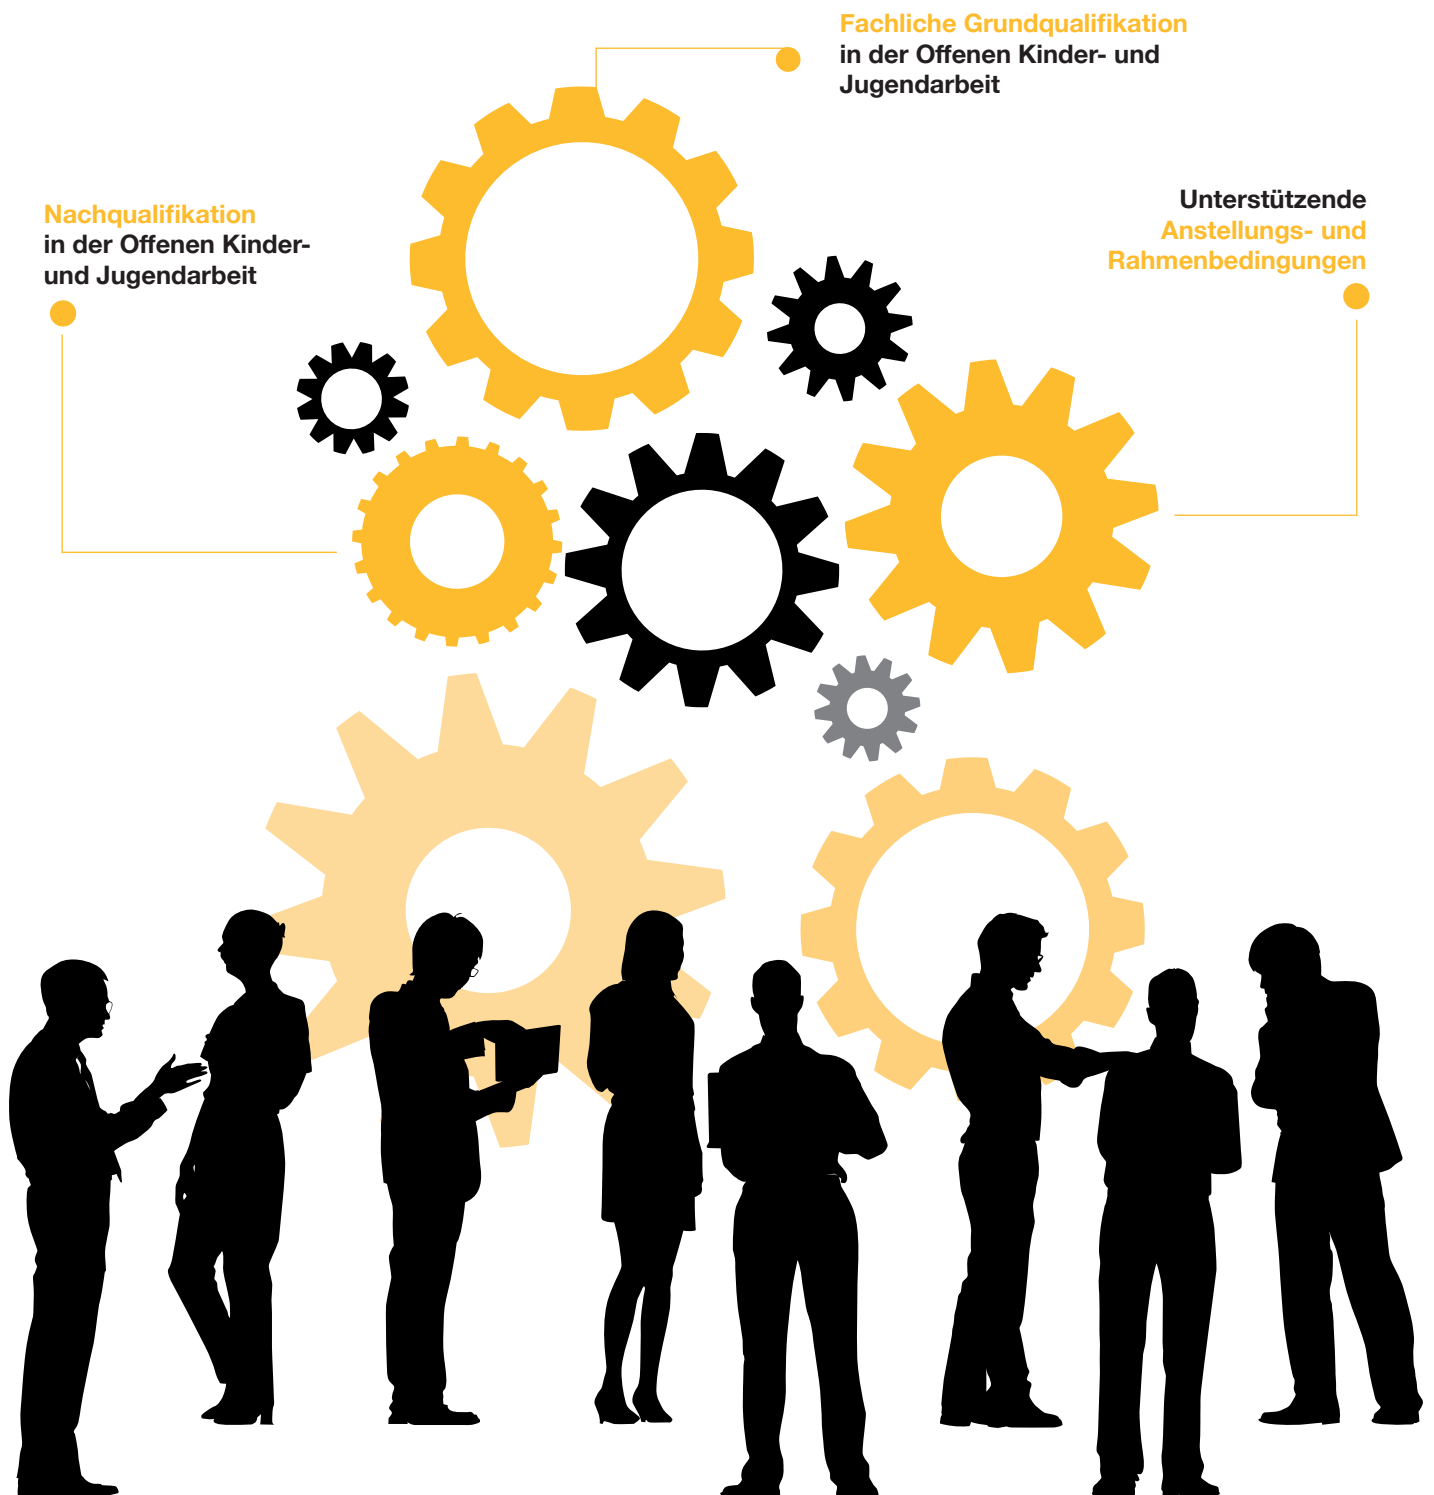 Fachliche Grundqualifikation
in der Offenen Kinder- und
Jugendarbeit
Nachqualifikation
in der Offenen Kinder-
und Jugendarbeit
Unterstützende
Anstellungs- und
Rahmenbedingungen